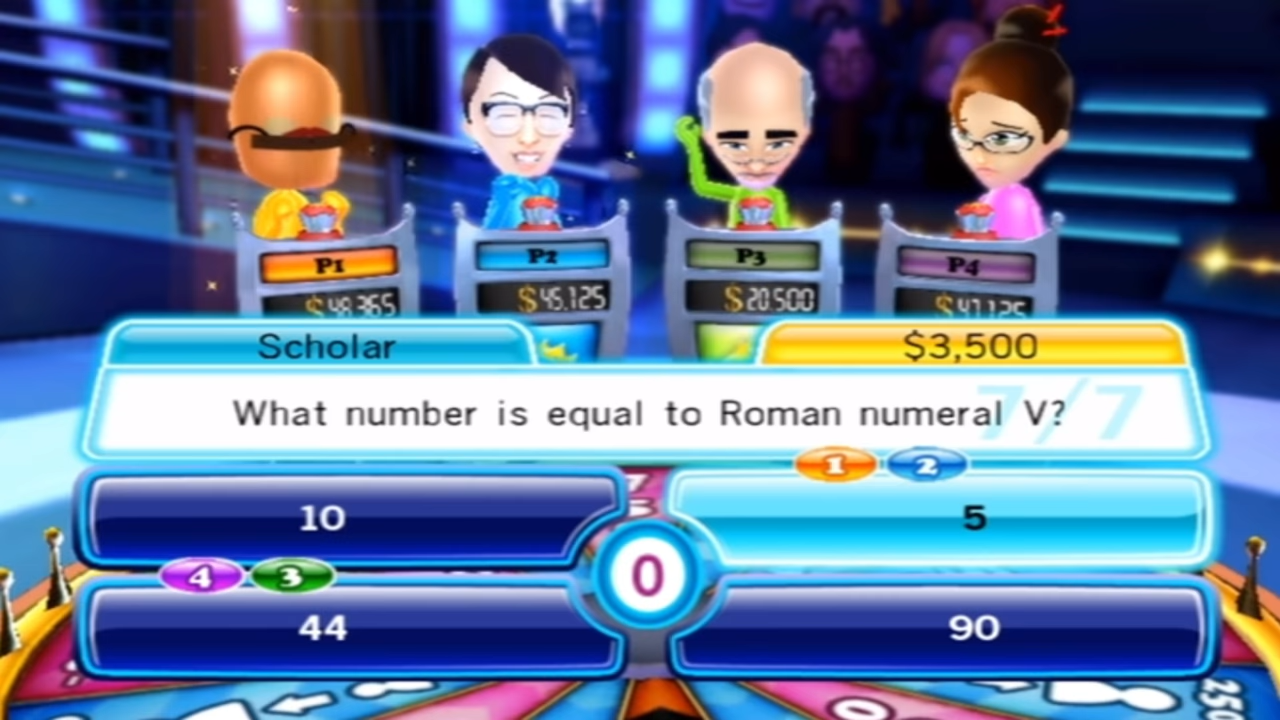 P1
P2
P3
P4
$48,365
$45,125
$20,500
$41,125
Scholar
$3,500
What number is equal to Roman numeral V?
7/7
1
2
10
5
4
3
0
44
90